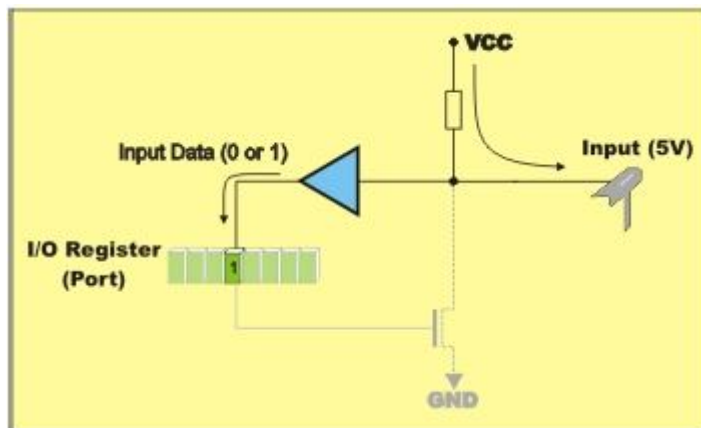 VCC
Input Data (0 or 1)
Input (5V)
I/O Register
(Port)
1
GND